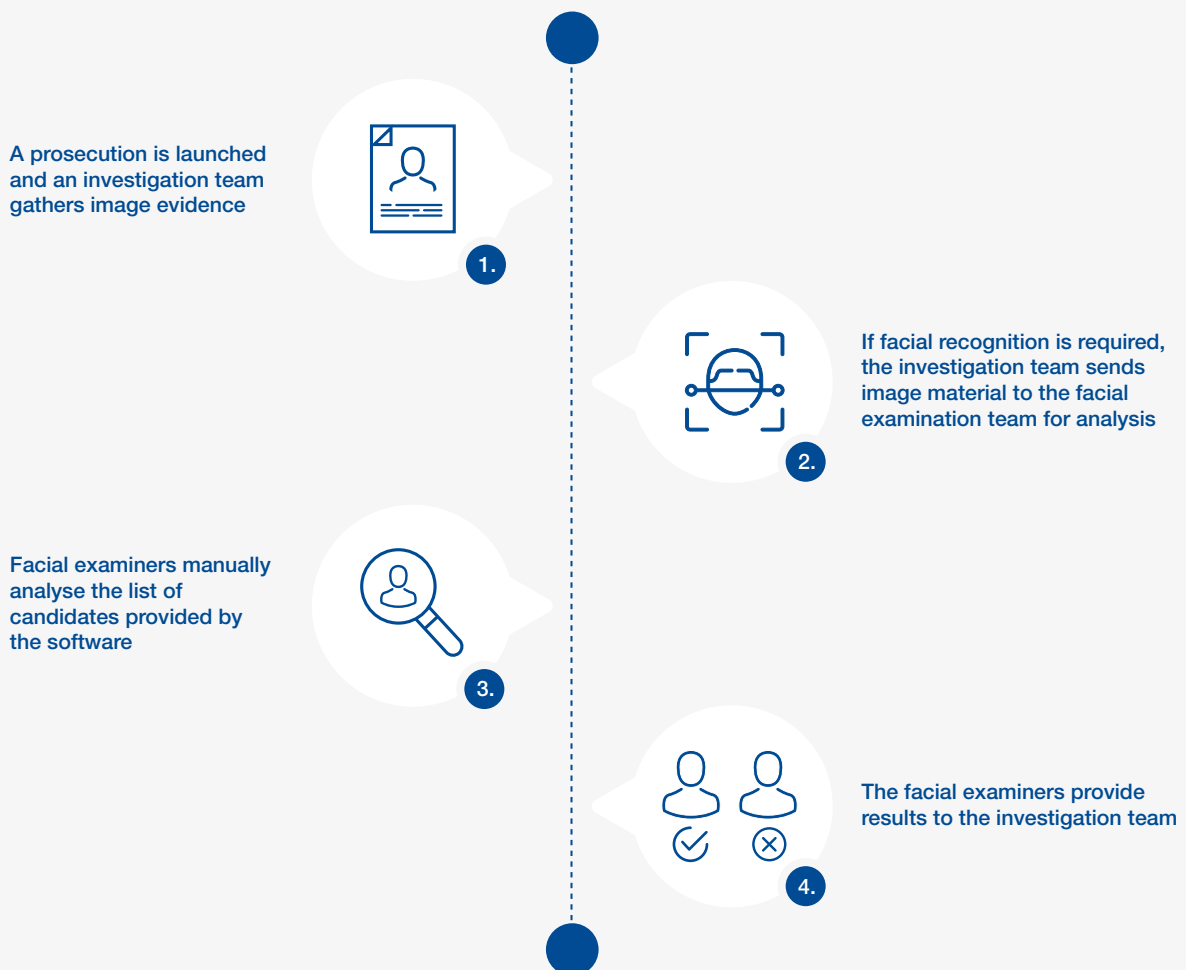 A prosecution is launched
and an investigation team
gathers image evidence
1.
If facial recognition is required,
the investigation team sends
image material to the facial
examination team for analysis
2.
Facial examiners manually
analyse the list of
candidates provided by
the software
3.
The facial examiners provide
results to the investigation team
4.